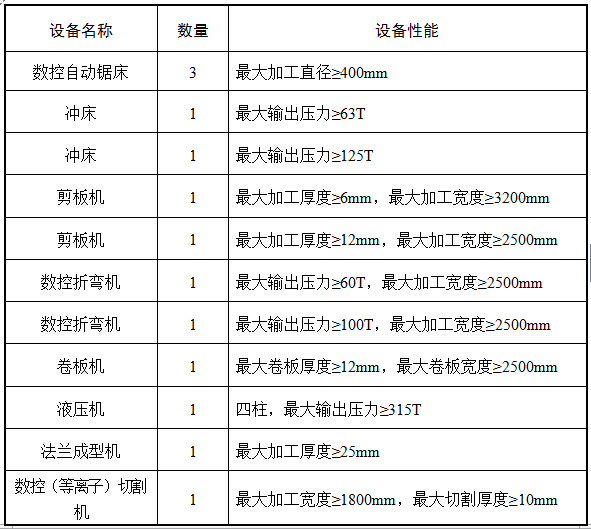 设备名称 数量 设备性能
数控自动锯床 3 最大加工直径≥400mm
冲床 1 最大输出压力≥63T
冲床 1 最大输出压力≥125T
剪板机 1 最大加工厚度≥6mm，最大加工宽度≥3200mm
剪板机 1 最大加工厚度≥12mm，最大加工宽度≥2500mm
数控折弯机 1 最大输出压力≥60T，最大加工宽度≥2500mm
数控折弯机 1 最大输出压力≥100T，最大加工宽度≥2500mm
卷板机 1 最大卷板厚度≥12mm，最大卷板宽度≥2500mm
液压机 1 四柱，最大输出压力≥315T
法兰成型机 1 最大加工厚度≥25mm
数控（等离子）切割
机 1 最大加工宽度≥1800mm，最大切割厚度≥10mm